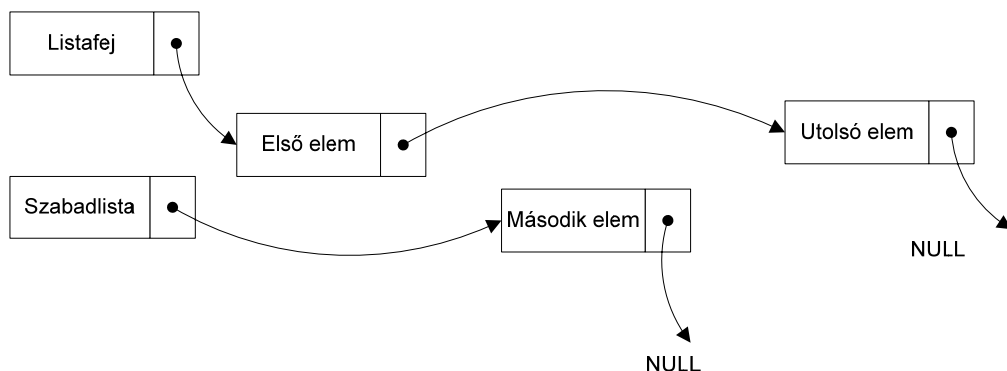 Listafej
Első elem
Utolsó elem
Szabadlista
Második elem
NULL
NULL